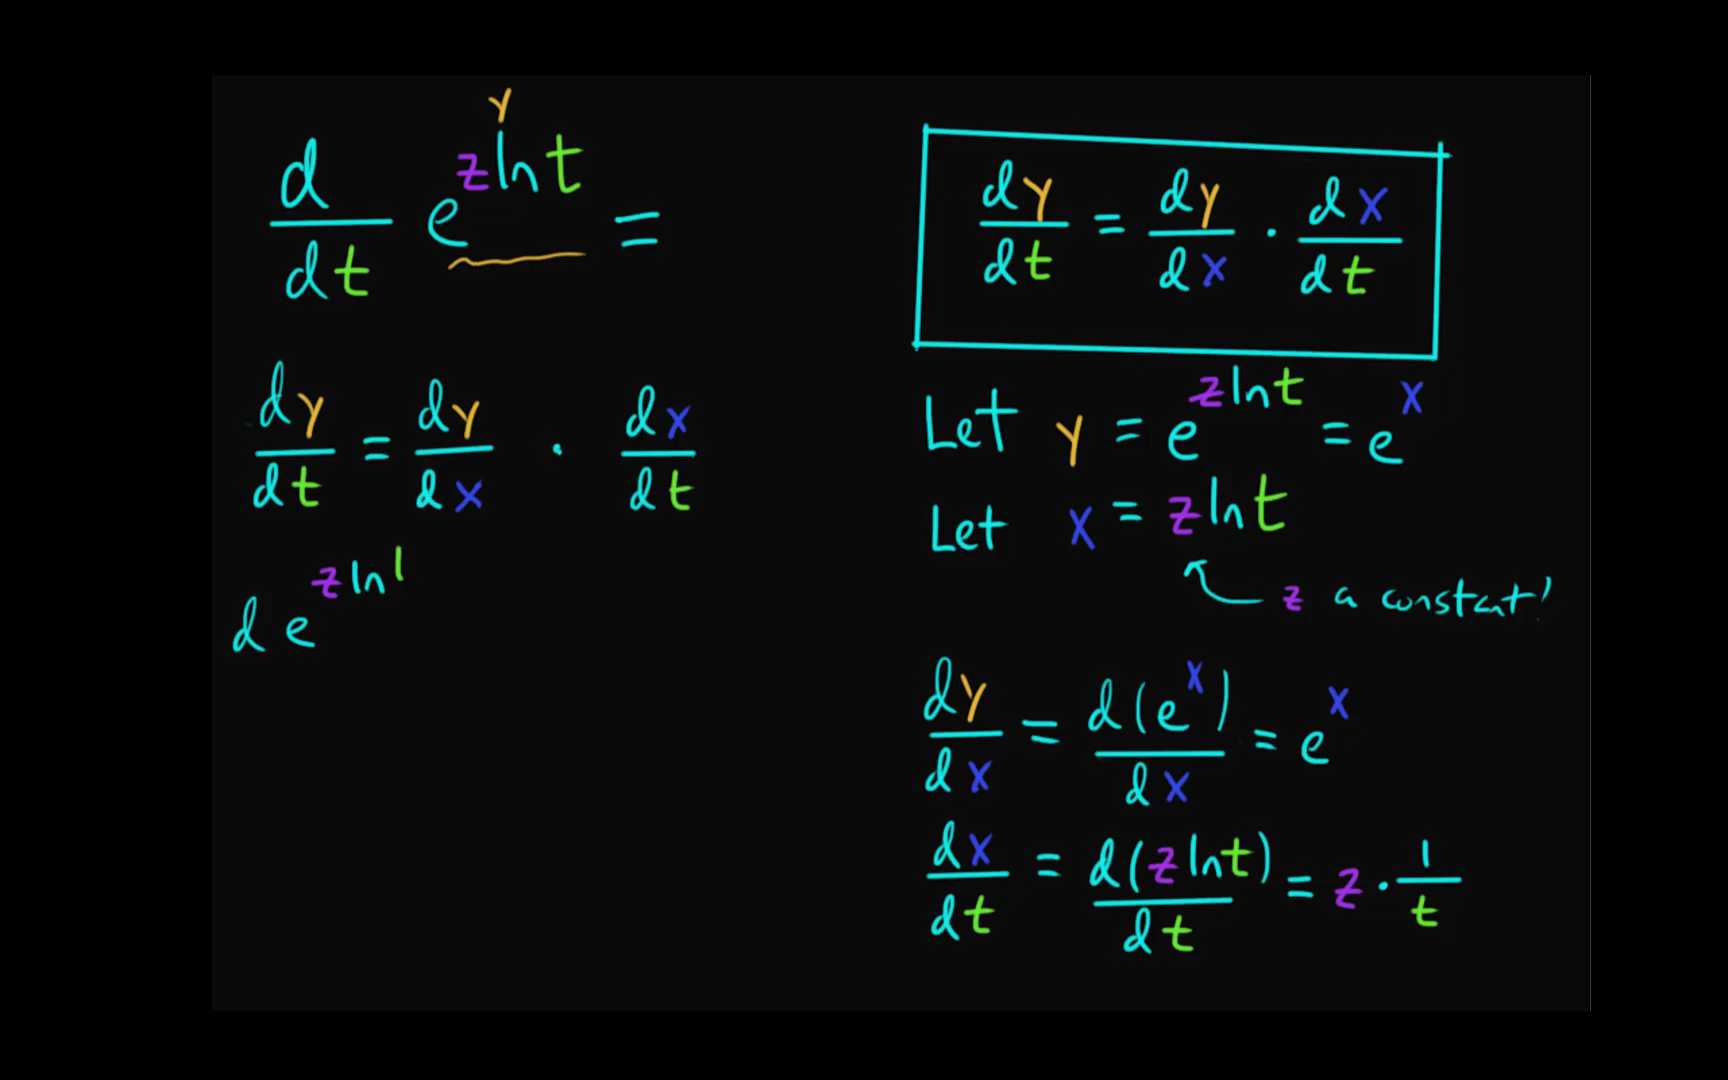 d/dt e^(z ln t) =
y
dy/dt = dy/dx · dx/dt
d e^(z ln l
dy/dt = dy/dx · dx/dt
Let y = e^(z ln t) = e^x
Let x = z ln t
z a constant!
dy/dx = d(e^x)/dx = e^x
dx/dt = d(z ln t)/dt = z · 1/t